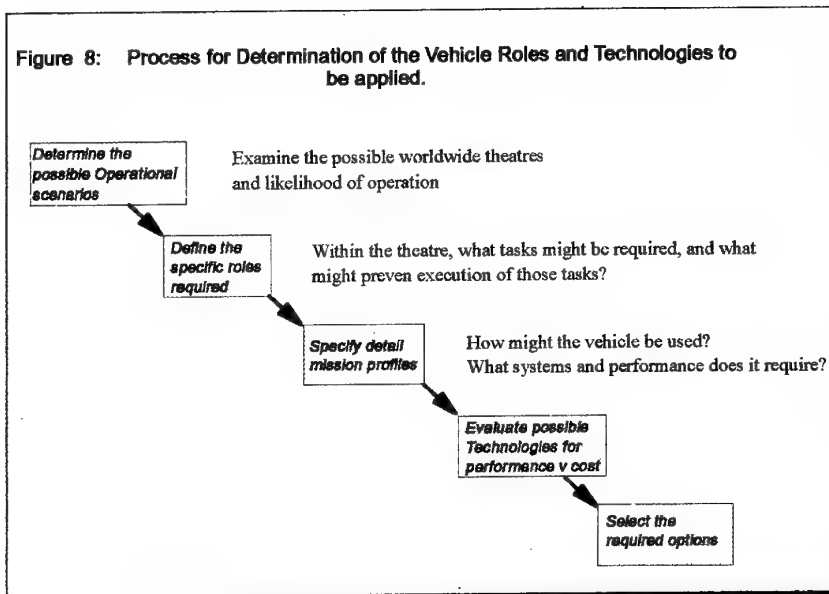 Figure 8: Process for Determination of the Vehicle Roles and Technologies to
be applied.
Determine the
possible Operational
scenarios
Examine the possible worldwide theatres
and likelihood of operation
Define the
specific roles
required
Within the theatre, what tasks might be required, and what
might preven execution of those tasks?
Specify detail
mission profiles
How might the vehicle be used?
What systems and performance does it require?
Evaluate possible
Technologies for
performance v cost
Select the
required options